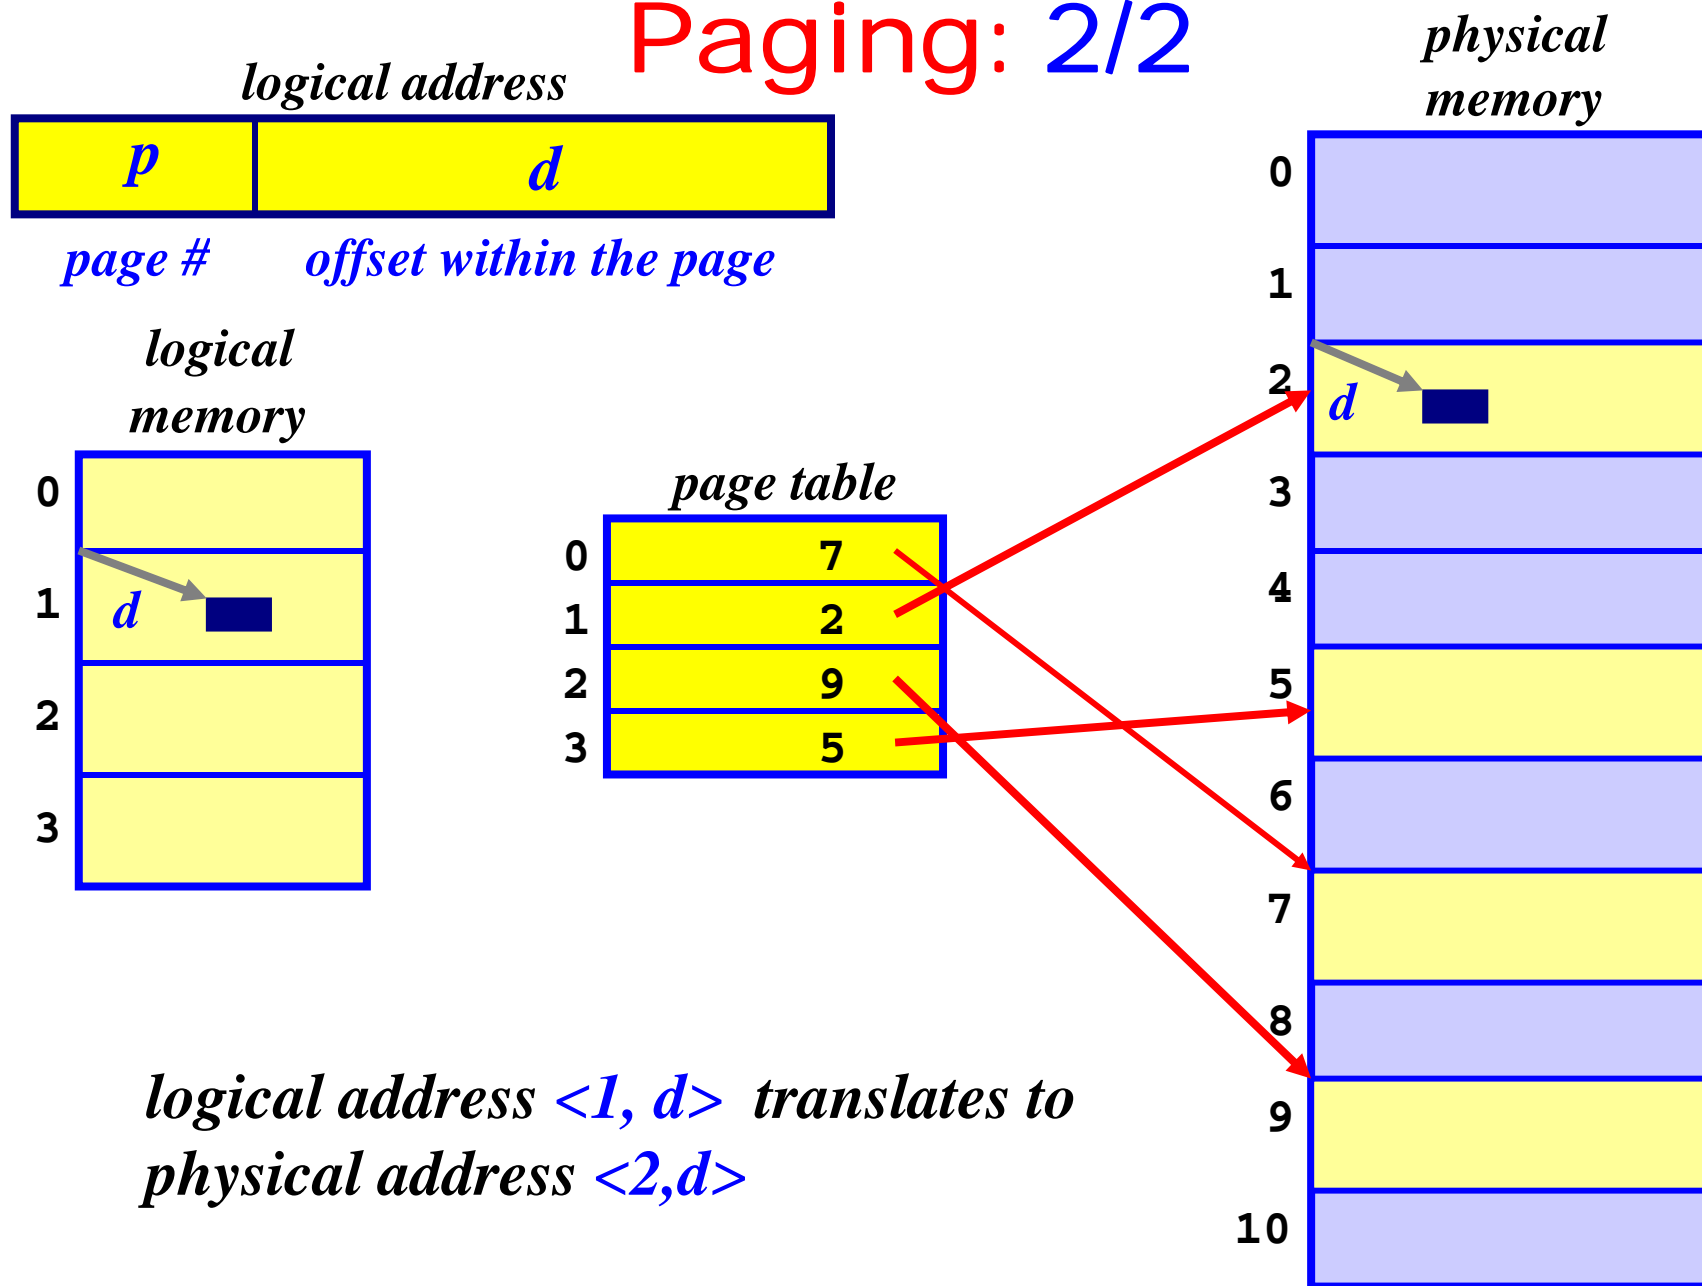 Paging: 2/2
logical address
p d
page # offset within the page
logical
memory
0
1 d
2
3
page table
0 7
1 2
2 9
3 5
physical
memory
0
1
2 d
3
4
5
6
7
8
9
10
logical address <1, d> translates to
physical address <2,d>